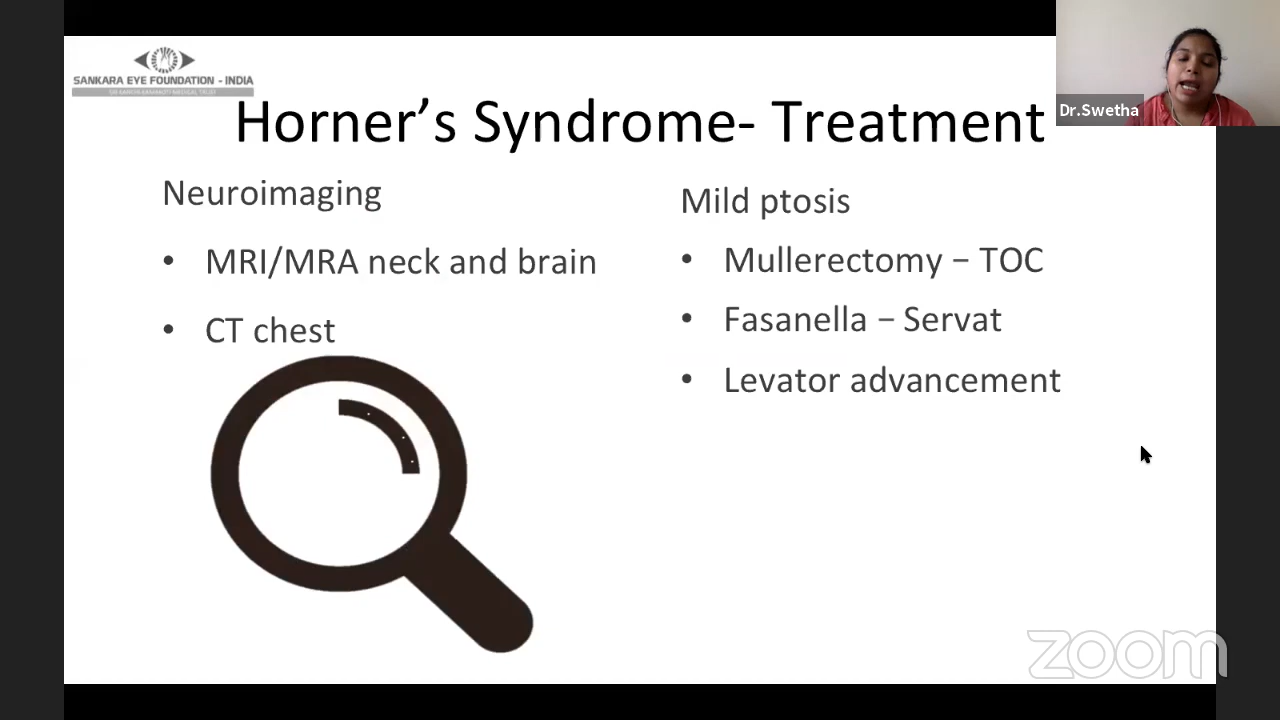 SANKARA EYE FOUNDATION - INDIA
Horner’s Syndrome- Treatment
Dr.Swetha
Neuroimaging
• MRI/MRA neck and brain
• CT chest
Mild ptosis
• Mullerectomy – TOC
• Fasanella – Servat
• Levator advancement
zoom